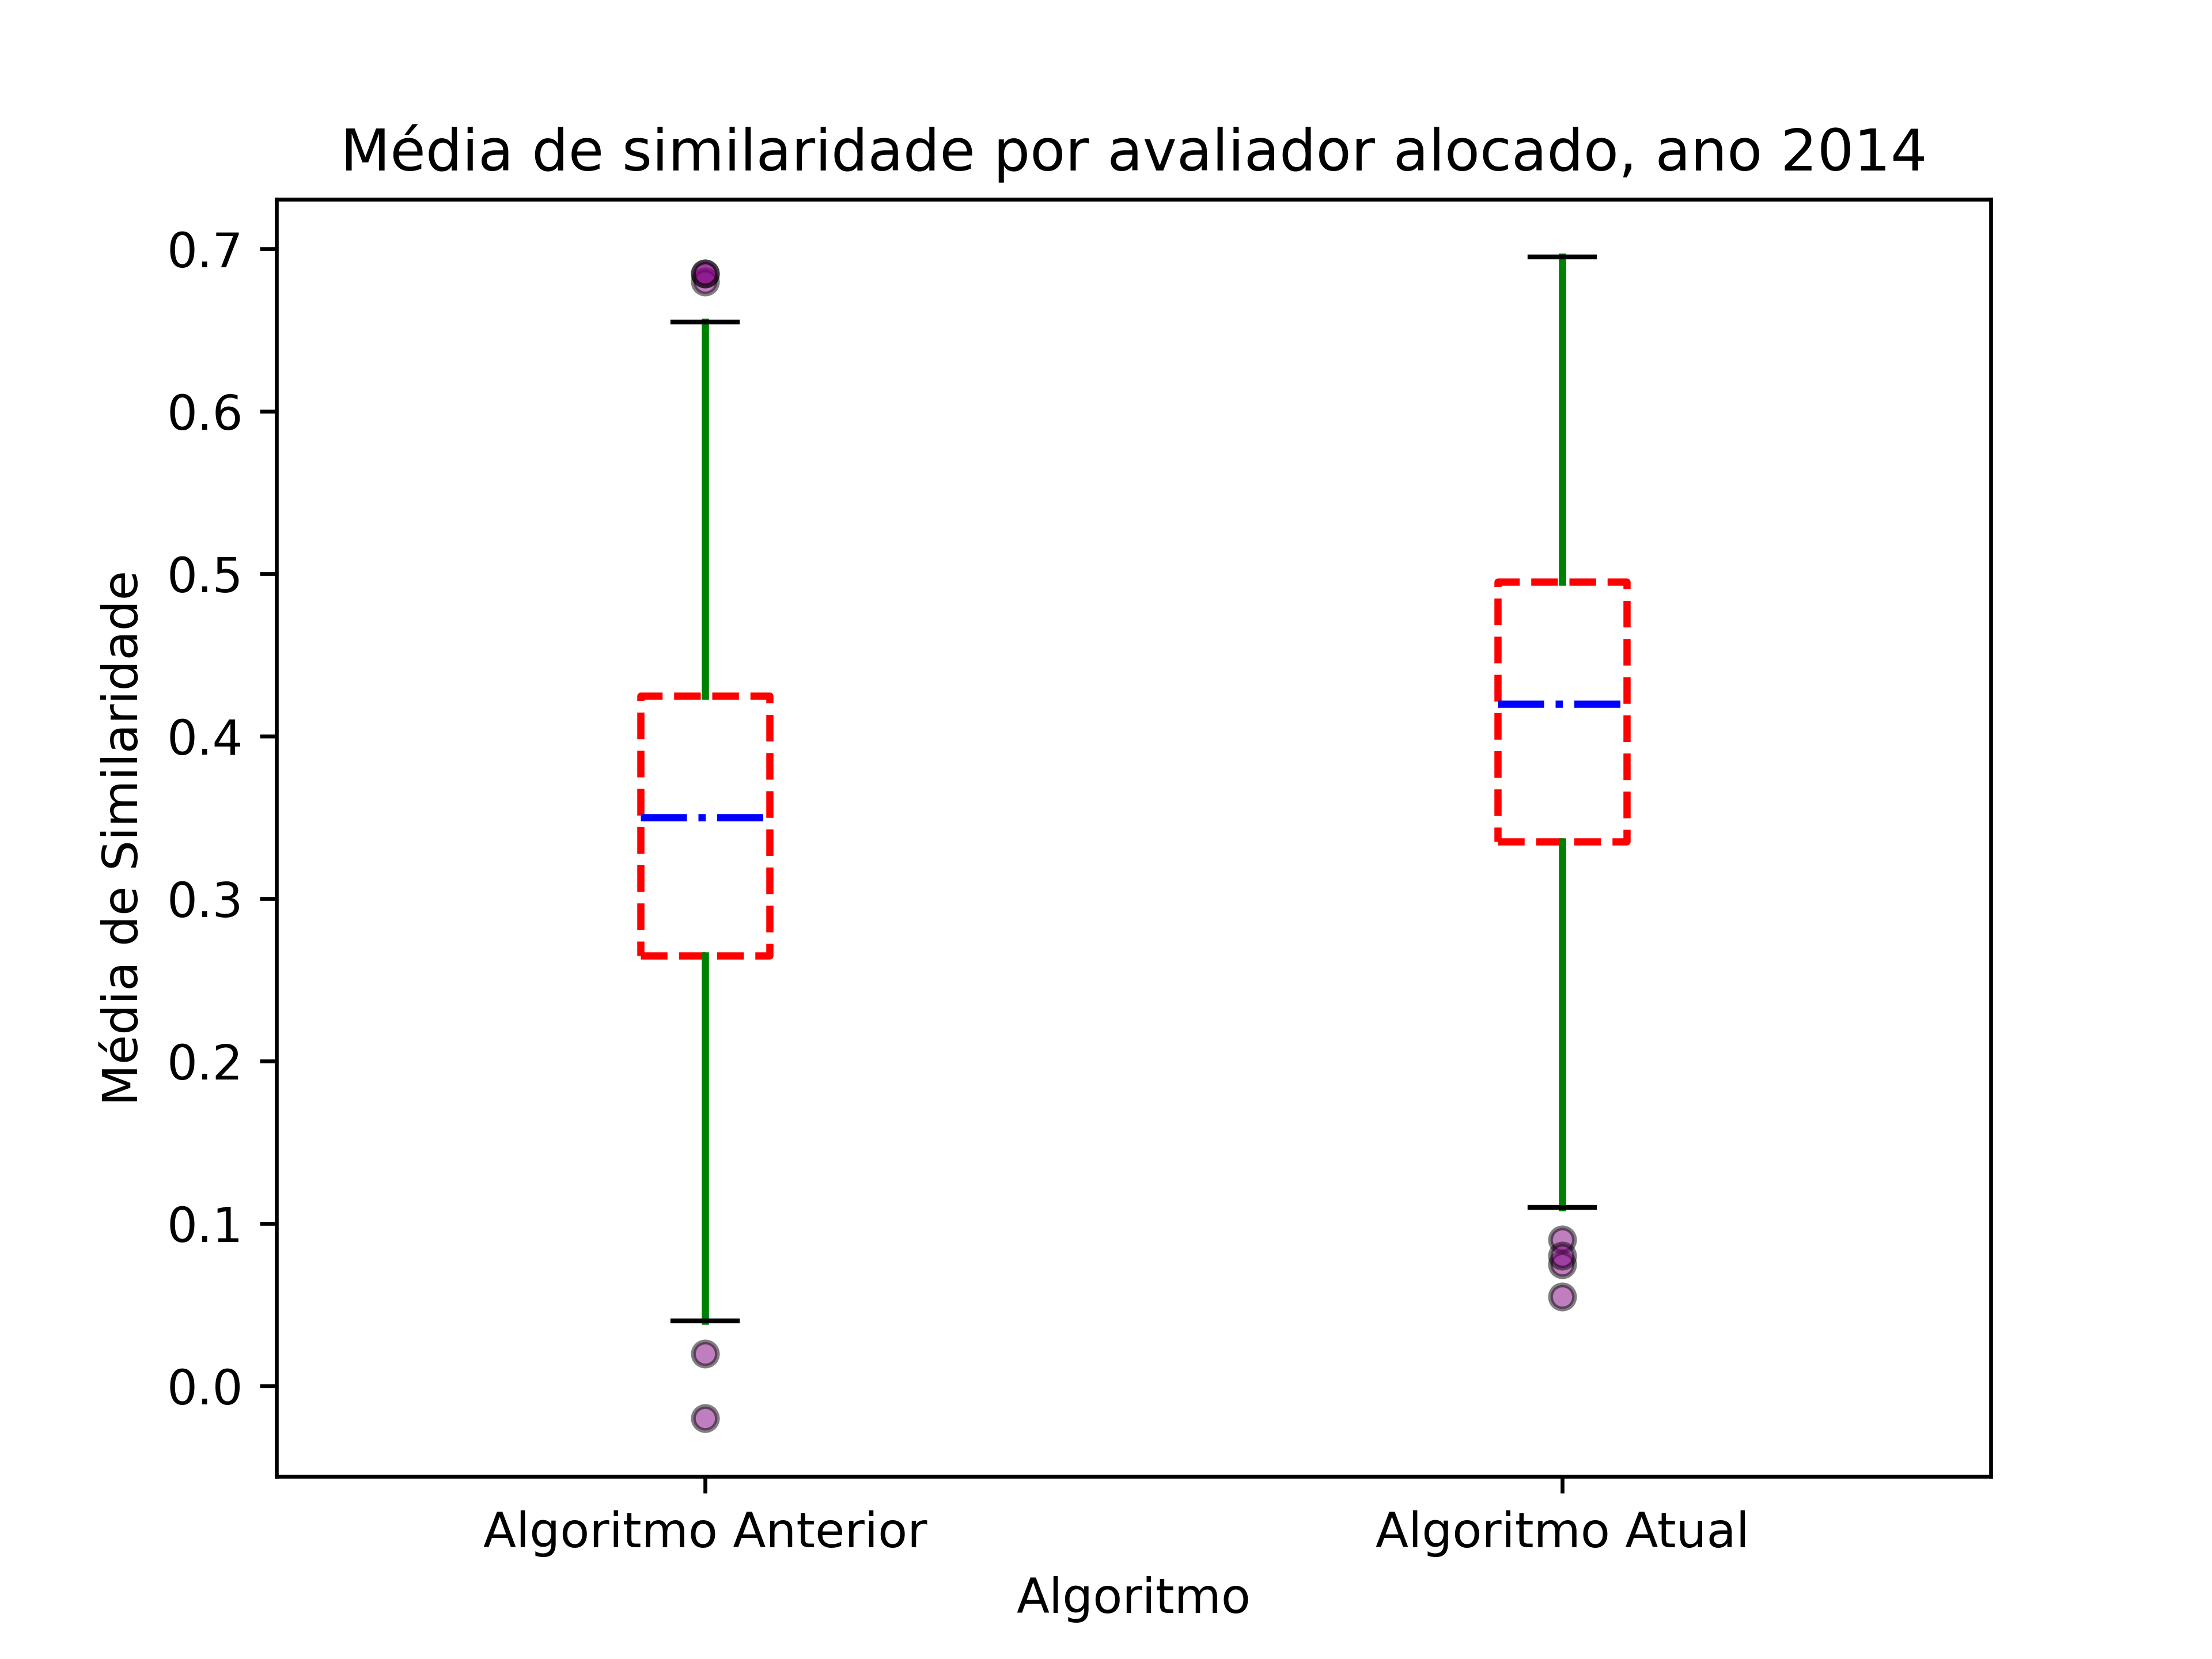 Média de similaridade por avaliador alocado, ano 2014
0.7
0.6
0.5
0.4
0.3
0.2
0.1
0.0
Média de Similaridade
Algoritmo Anterior
Algoritmo Atual
Algoritmo